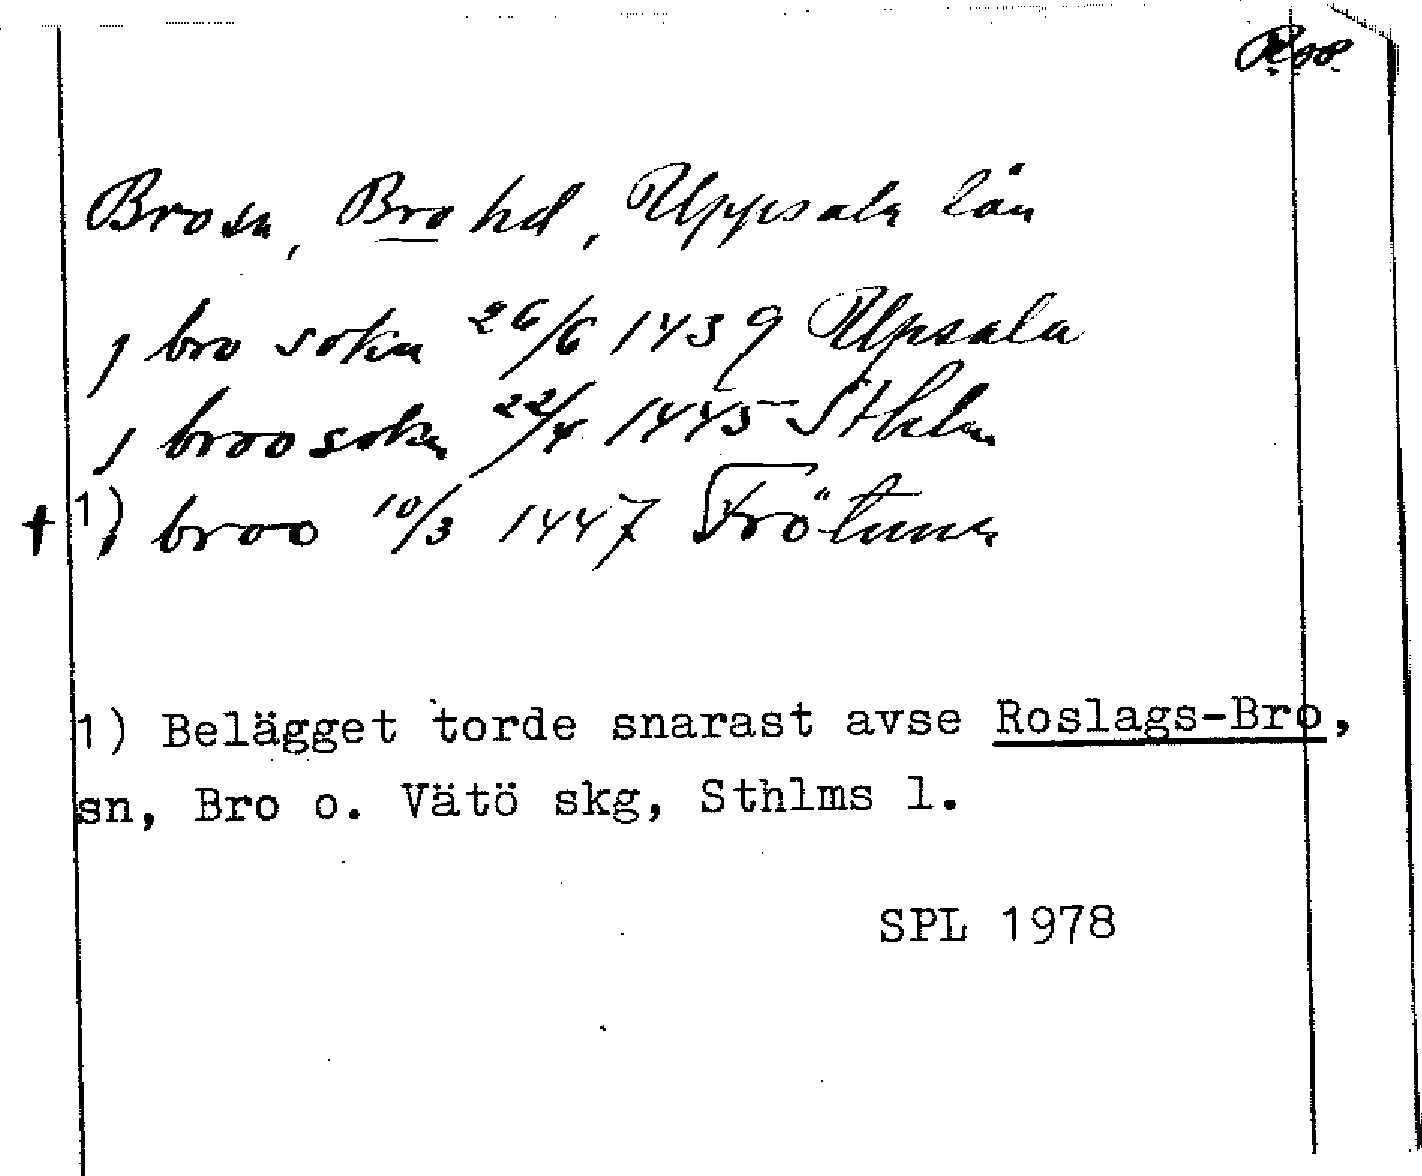 Bro sn, Bro hd, Uppsala län
j bro sokn 26/6 1439 Upsala
j broo sokn 22/4 1445 Sthlm
† 1) j broo 10/3 1447 Frötuna
1) Belägget torde snarast avse Roslags-Bro,
sn, Bro o. Vätö skg, Sthlms l.
SPL 1978